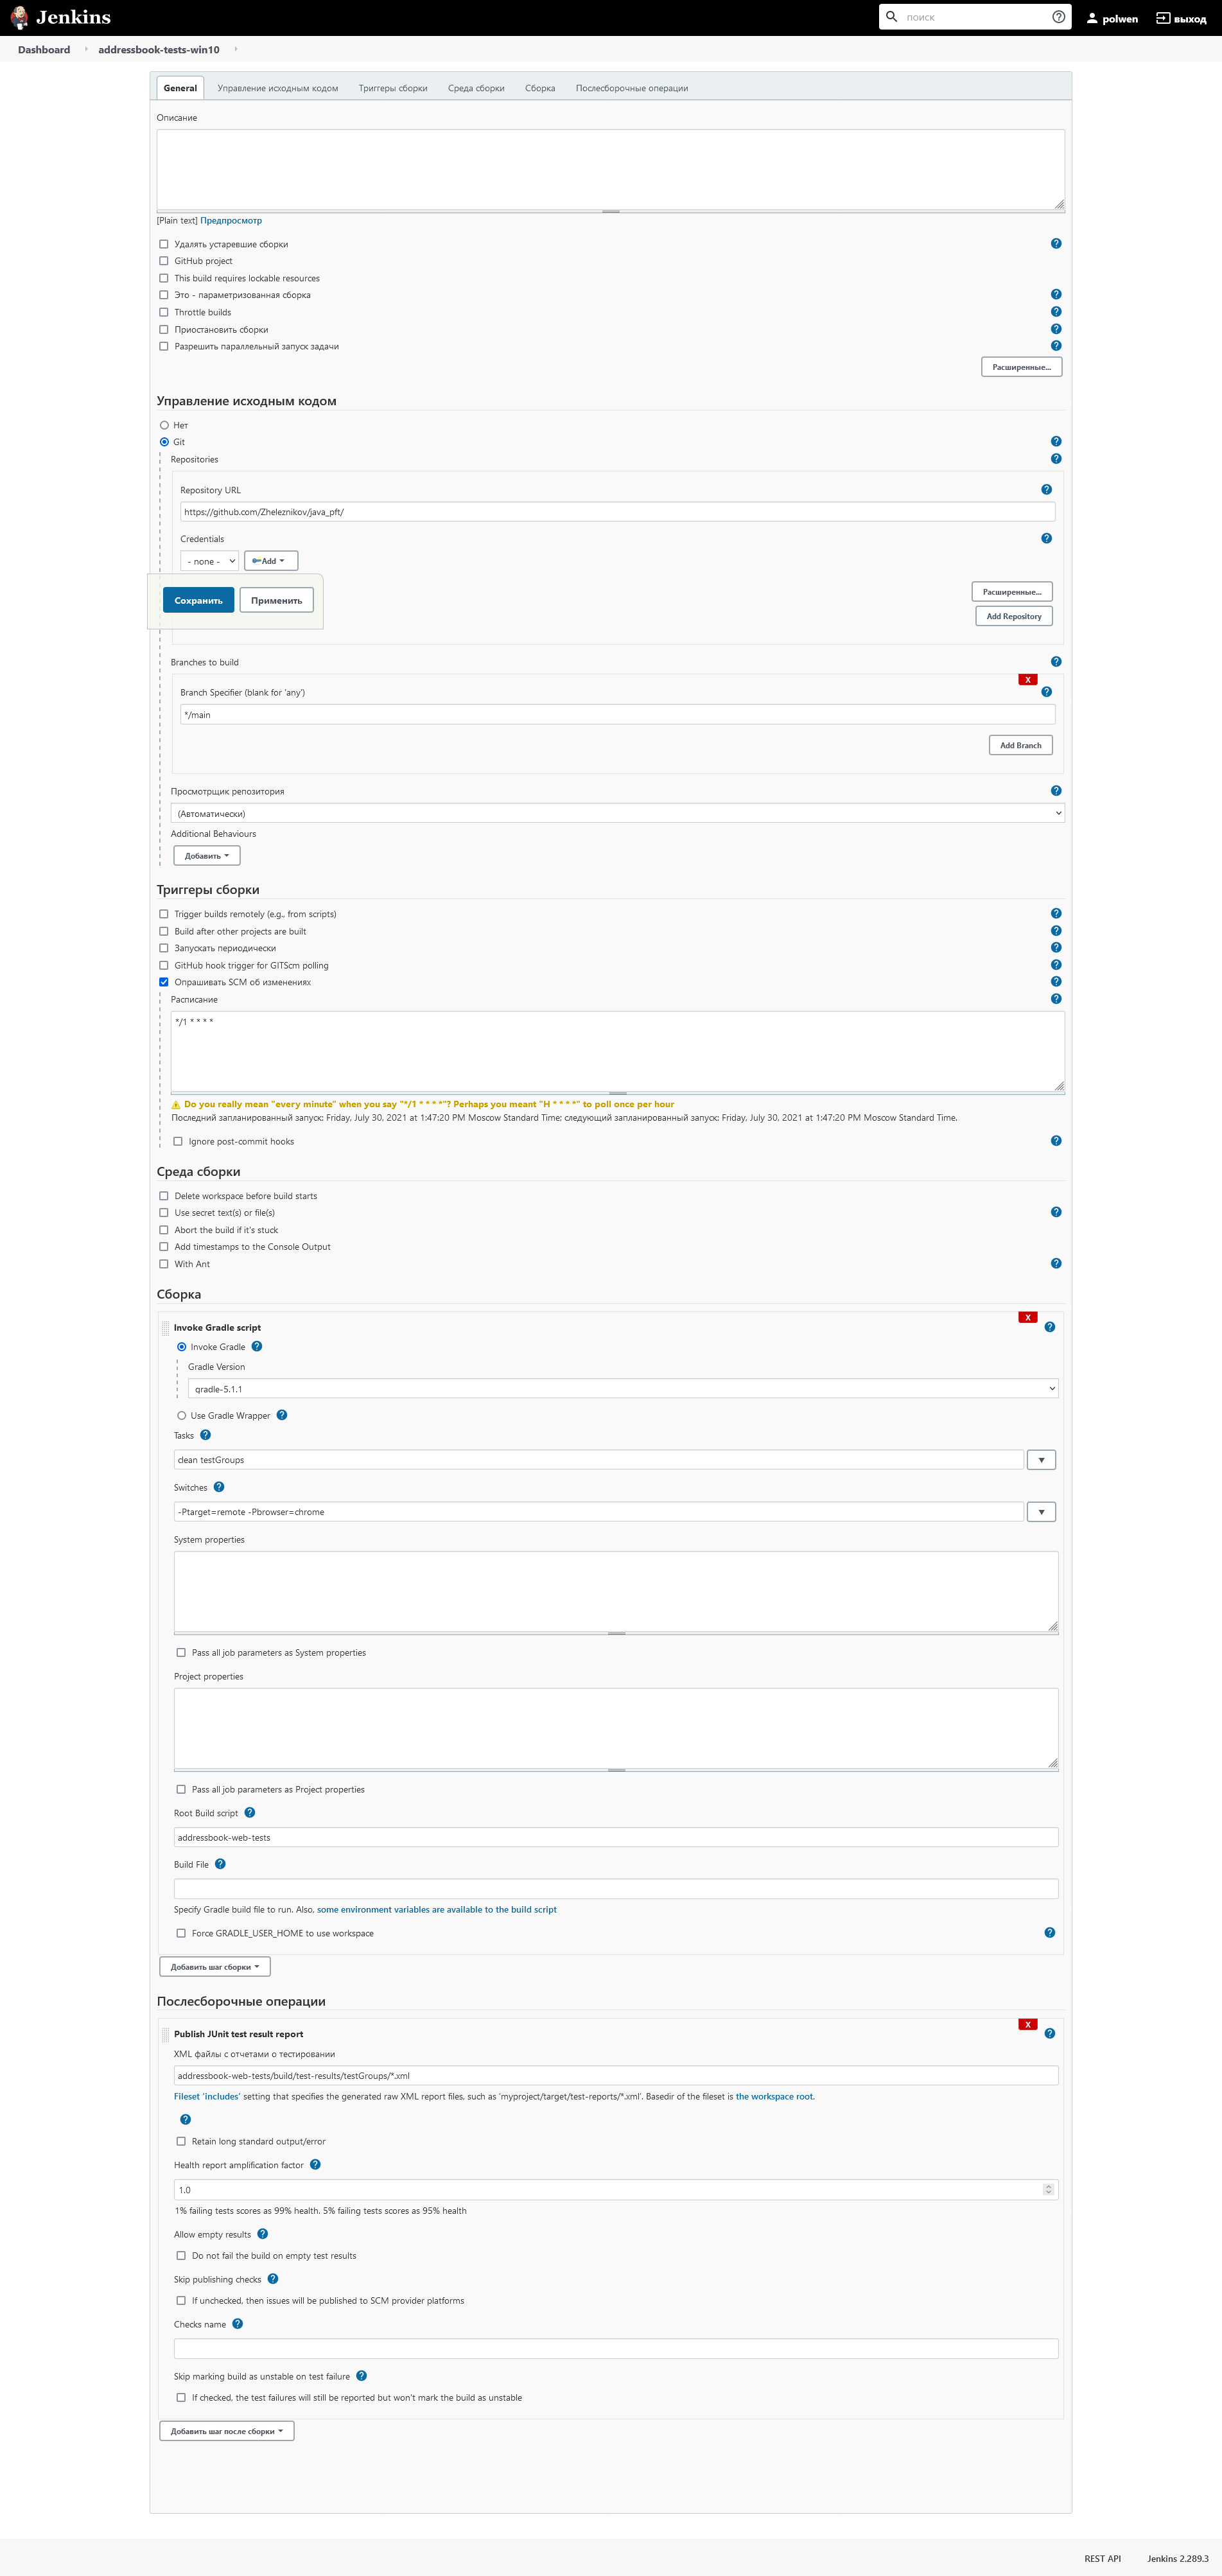 Jenkins
поиск
polwen
выход
Dashboard
addressbook-tests-win10
General
Управление исходным кодом
Триггеры сборки
Среда сборки
Сборка
Послесборочные операции
Описание
[Plain text] Предпросмотр
Удалять устаревшие сборки
GitHub project
This build requires lockable resources
Это - параметризованная сборка
Throttle builds
Приостановить сборки
Разрешить параллельный запуск задачи
Расширенные...
Управление исходным кодом
Нет
Git
Repositories
Repository URL
https://github.com/Zheleznikov/java_pft/
Credentials
- none -
Add
Сохранить
Применить
Расширенные...
Add Repository
Branches to build
X
Branch Specifier (blank for 'any')
*/main
Add Branch
Просмотрщик репозитория
(Автоматически)
Additional Behaviours
Добавить
Триггеры сборки
Trigger builds remotely (e.g., from scripts)
Build after other projects are built
Запускать периодически
GitHub hook trigger for GITScm polling
Опрашивать SCM об изменениях
Расписание
*/1 * * * *
Do you really mean "every minute" when you say "*/1 * * * *"? Perhaps you meant "H * * * *" to poll once per hour
Последний запланированный запуск: Friday, July 30, 2021 at 1:47:20 PM Moscow Standard Time; следующий запланированный запуск: Friday, July 30, 2021 at 1:47:20 PM Moscow Standard Time.
Ignore post-commit hooks
Среда сборки
Delete workspace before build starts
Use secret text(s) or file(s)
Abort the build if it's stuck
Add timestamps to the Console Output
With Ant
Сборка
X
Invoke Gradle script
Invoke Gradle
Gradle Version
gradle-5.1.1
Use Gradle Wrapper
Tasks
clean testGroups
Switches
-Ptarget=remote -Pbrowser=chrome
System properties
Pass all job parameters as System properties
Project properties
Pass all job parameters as Project properties
Root Build script
addressbook-web-tests
Build File
Specify Gradle build file to run. Also, some environment variables are available to the build script
Force GRADLE_USER_HOME to use workspace
Добавить шаг сборки
Послесборочные операции
X
Publish JUnit test result report
XML файлы с отчетами о тестировании
addressbook-web-tests/build/test-results/testGroups/*.xml
Fileset 'includes' setting that specifies the generated raw XML report files, such as 'myproject/target/test-reports/*.xml'. Basedir of the fileset is the workspace root.
Retain long standard output/error
Health report amplification factor
1.0
1% failing tests scores as 99% health. 5% failing tests scores as 95% health
Allow empty results
Do not fail the build on empty test results
Skip publishing checks
If unchecked, then issues will be published to SCM provider platforms
Checks name
Skip marking build as unstable on test failure
If checked, the test failures will still be reported but won't mark the build as unstable
Добавить шаг после сборки
REST API
Jenkins 2.289.3